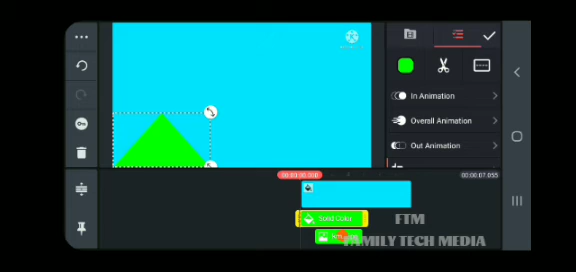 In Animation
Overall Animation
Out Animation
00:00:00.000
00:00:07.055
Solid Color
FTM
FAMILY TECH MEDIA